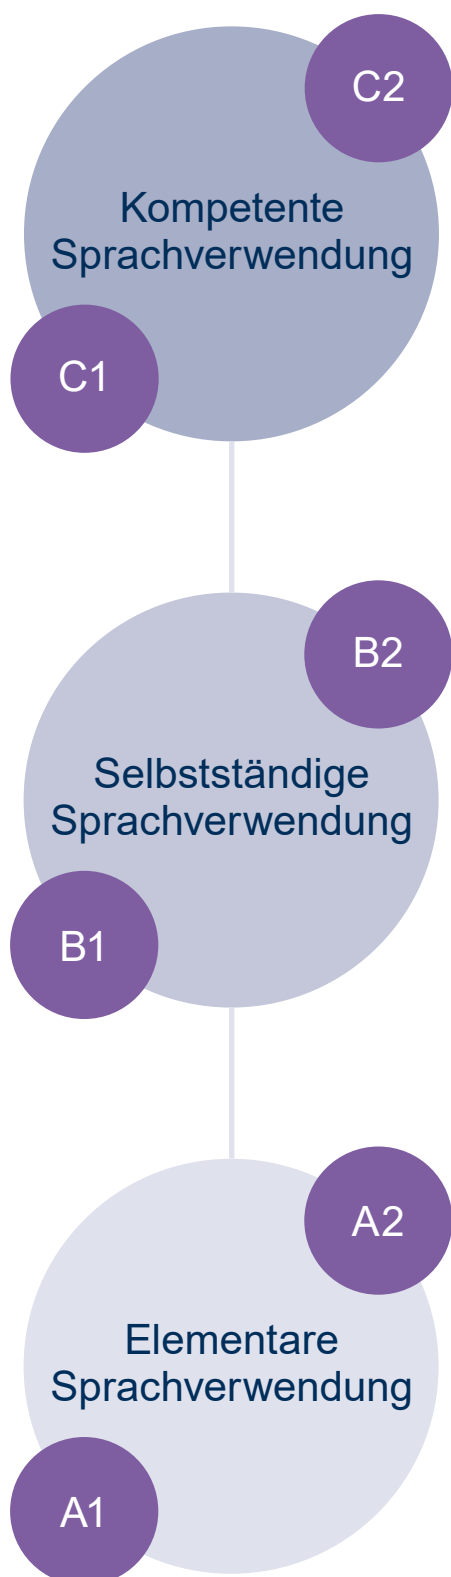 C2
Kompetente
Sprachverwendung
C1
B2
Selbstständige
Sprachverwendung
B1
A2
Elementare
Sprachverwendung
A1